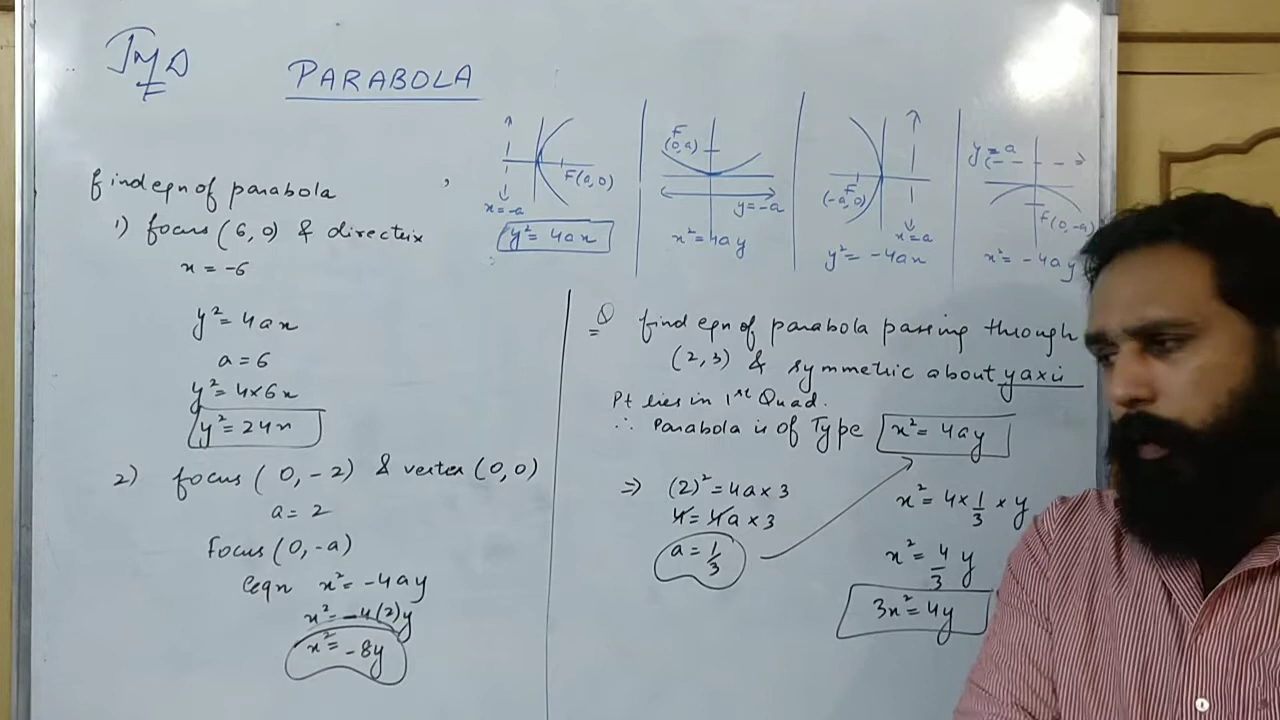 JMD
PARABOLA
find eqn of parabola
1) focus (6, 0) & directrix
x = -6
y² = 4ax
a = 6
y² = 4×6x
y² = 24x
2) focus (0, -2) & vertex (0,0)
a = 2
Focus (0, -a)
eqn x² = -4ay
x² = -4(2)y
x² = -8y
F(a, 0)
x = -a
y² = 4ax
F
(0, a)
y = -a
x² = 4ay
F
(-a, 0)
x = a
y² = -4ax
y = a
F(0, -a)
x² = -4ay
Q find eqn of parabola passing through
(2, 3) & symmetric about y axis
Pt lies in 1st Quad.
∴ Parabola is of Type x² = 4ay
⇒ (2)² = 4a × 3
4 = 4a × 3
a = 1/3
x² = 4 × 1/3 × y
x² = 4/3 y
3x² = 4y